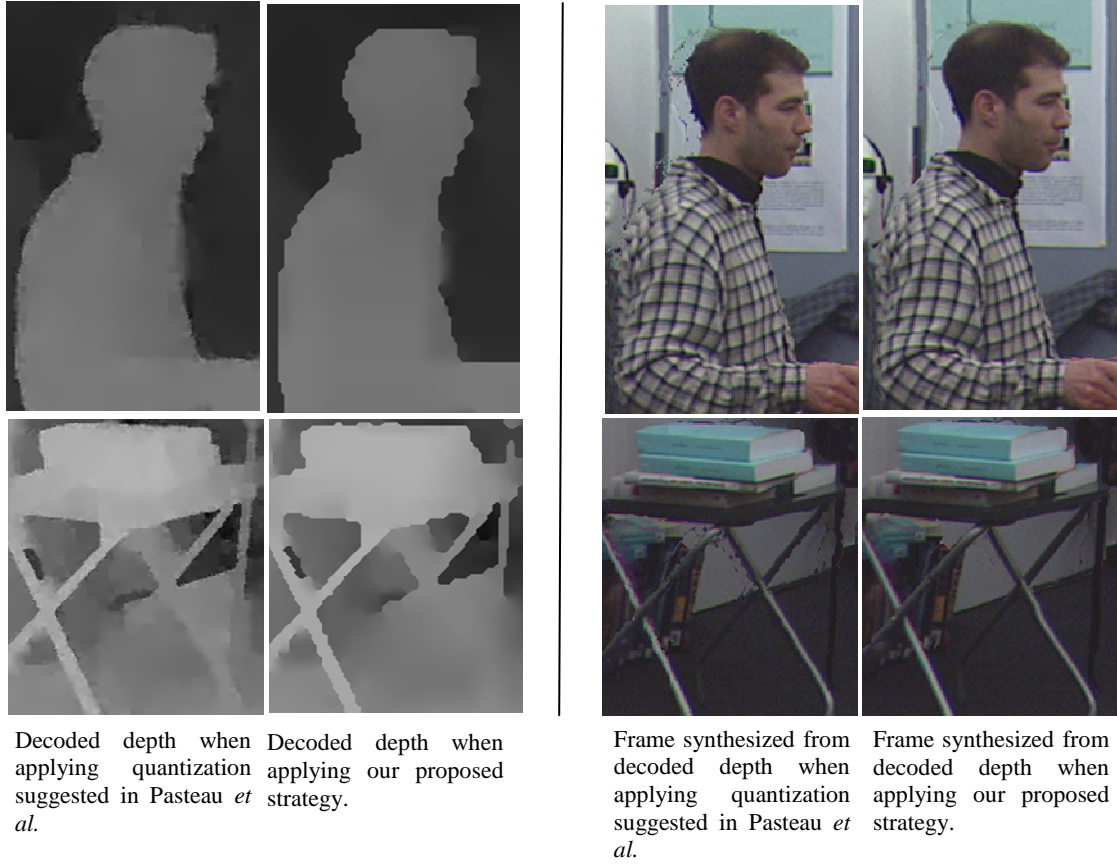 Decoded depth when
applying quantization
suggested in Pasteau et
al.
Decoded depth when
applying our proposed
strategy.
Frame synthesized from
decoded depth when
applying quantization
suggested in Pasteau et
al.
Frame synthesized from
decoded depth when
applying our proposed
strategy.